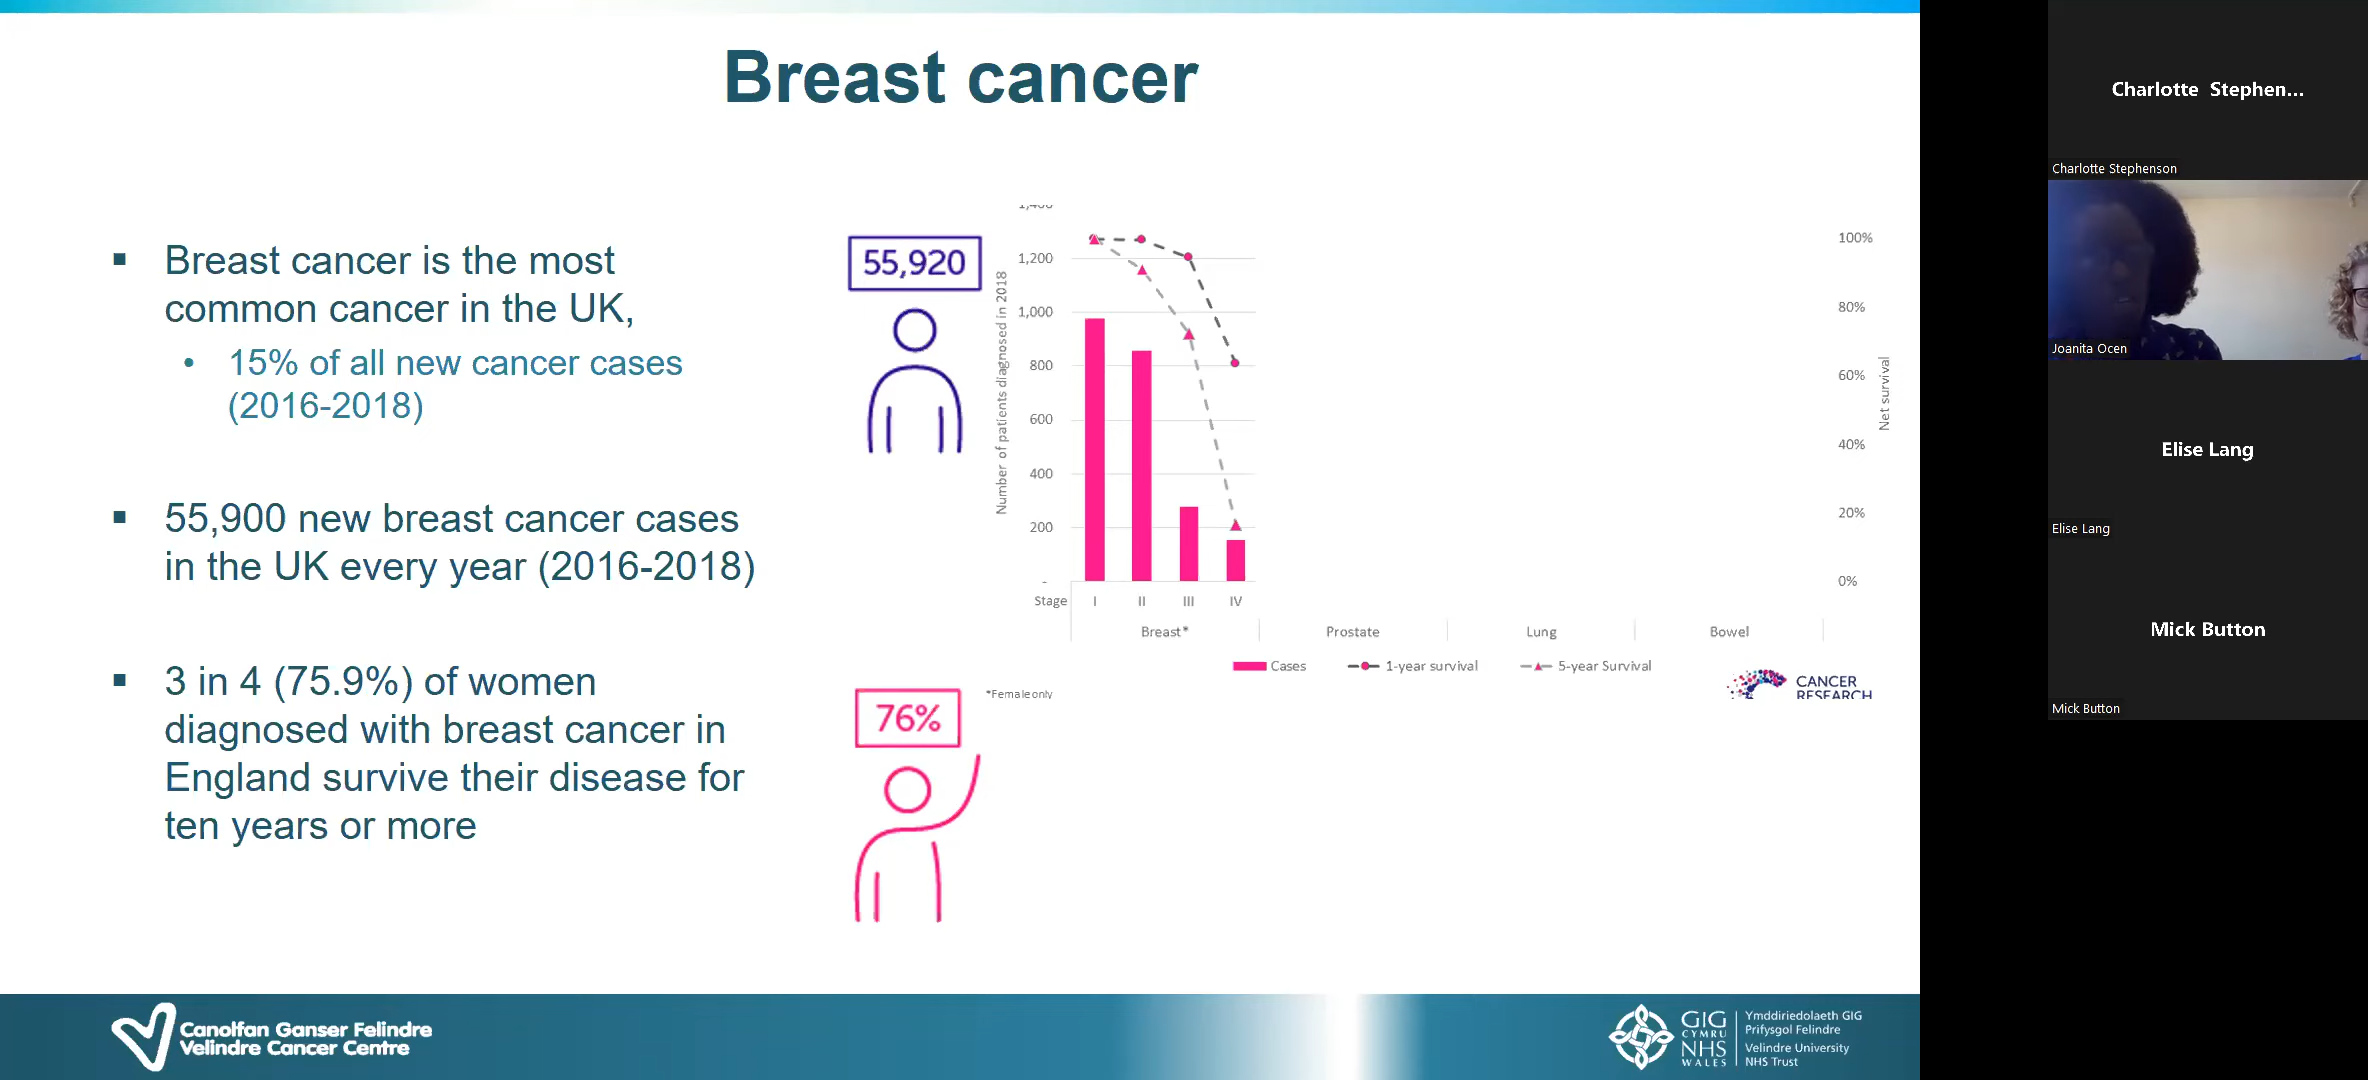 Breast cancer
▪ Breast cancer is the most
common cancer in the UK,
• 15% of all new cancer cases
(2016-2018)
▪ 55,900 new breast cancer cases
in the UK every year (2016-2018)
▪ 3 in 4 (75.9%) of women
diagnosed with breast cancer in
England survive their disease for
ten years or more
55,920
76%
Number of patients diagnosed in 2018
1,400
1,200
1,000
800
600
400
200
-
100%
80%
60%
40%
20%
0%
Net survival
Stage I II III IV
Breast* Prostate Lung Bowel
Cases 1-year survival 5-year Survival
*Female only
CANCER
RESEARCH
Canolfan Ganser Felindre
Velindre Cancer Centre
GIG
CYMRU
NHS
WALES
Ymddiriedolaeth GIG
Prifysgol Felindre
Velindre University
NHS Trust
Charlotte Stephen...
Charlotte Stephenson
Joanita Ocen
Elise Lang
Elise Lang
Mick Button
Mick Button